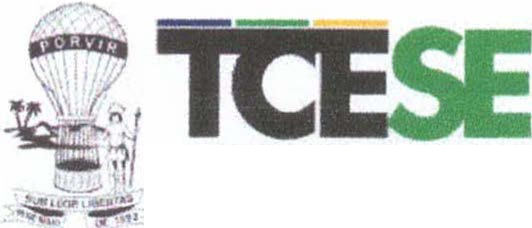 PORVIR
TCESE
SUB LEGE LIBERTAS
DE 1892